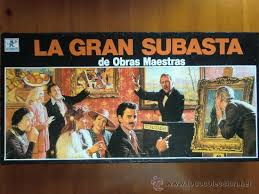 LA GRAN SUBASTA
de Obras Maestras
www.todocoleccion.net